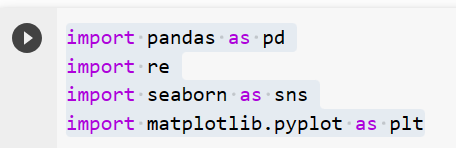 import pandas as pd
import re
import seaborn as sns
import matplotlib.pyplot as plt